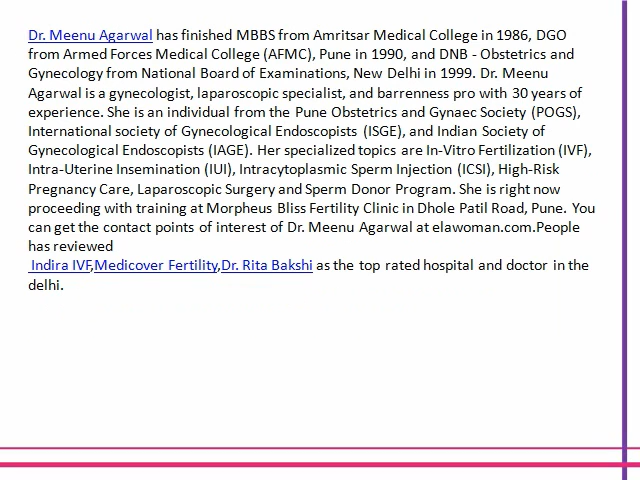 Dr. Meenu Agarwal has finished MBBS from Amritsar Medical College in 1986, DGO
from Armed Forces Medical College (AFMC), Pune in 1990, and DNB - Obstetrics and
Gynecology from National Board of Examinations, New Delhi in 1999. Dr. Meenu
Agarwal is a gynecologist, laparoscopic specialist, and barrenness pro with 30 years of
experience. She is an individual from the Pune Obstetrics and Gynaec Society (POGS),
International society of Gynecological Endoscopists (ISGE), and Indian Society of
Gynecological Endoscopists (IAGE). Her specialized topics are In-Vitro Fertilization (IVF),
Intra-Uterine Insemination (IUI), Intracytoplasmic Sperm Injection (ICSI), High-Risk
Pregnancy Care, Laparoscopic Surgery and Sperm Donor Program. She is right now
proceeding with training at Morpheus Bliss Fertility Clinic in Dhole Patil Road, Pune. You
can get the contact points of interest of Dr. Meenu Agarwal at elawoman.com.People
has reviewed
Indira IVF,Medicover Fertility,Dr. Rita Bakshi as the top rated hospital and doctor in the
delhi.